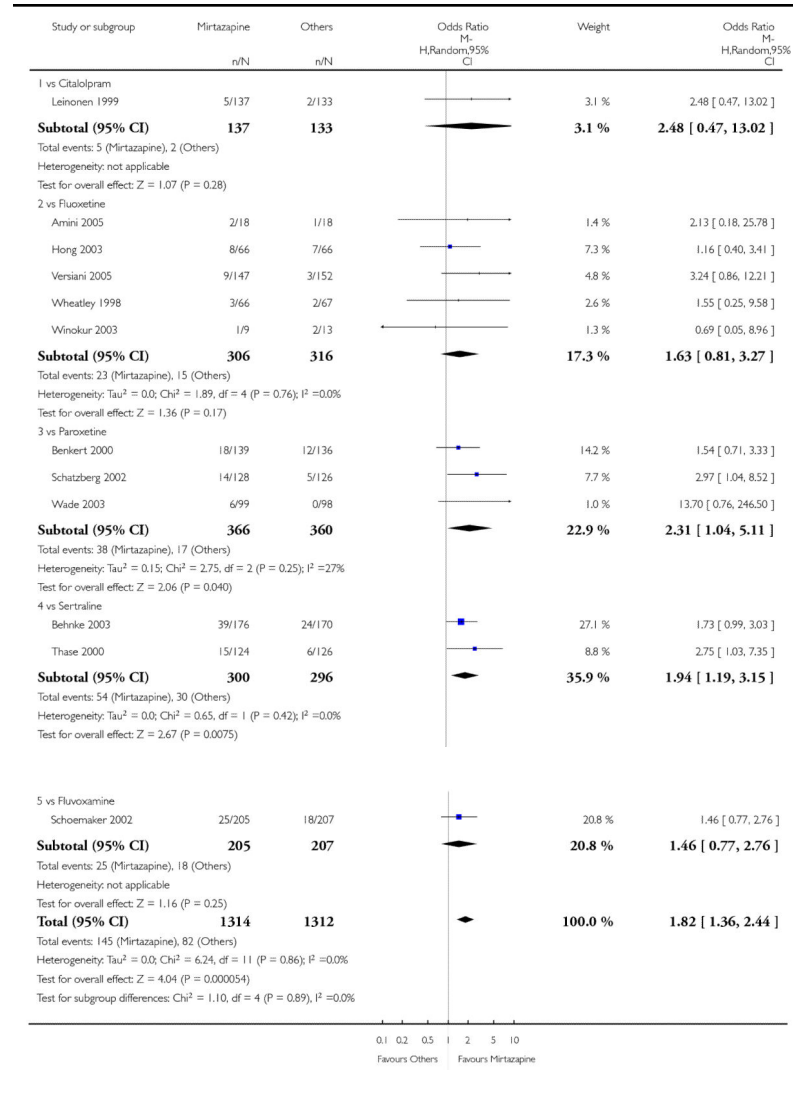 Study or subgroup Mirtazapine Others Odds Ratio Weight Odds Ratio
M- M-
H,Random,95% H,Random,95%
n/N n/N CI CI
1 vs Citalolpram
Leinonen 1999 5/137 2/133 3.1 % 2.48 [ 0.47, 13.02 ]
Subtotal (95% CI) 137 133 3.1 % 2.48 [ 0.47, 13.02 ]
Total events: 5 (Mirtazapine), 2 (Others)
Heterogeneity: not applicable
Test for overall effect: Z = 1.07 (P = 0.28)
2 vs Fluoxetine
Amini 2005 2/18 1/18 1.4 % 2.13 [ 0.18, 25.78 ]
Hong 2003 8/66 7/66 7.3 % 1.16 [ 0.40, 3.41 ]
Versiani 2005 9/147 3/152 4.8 % 3.24 [ 0.86, 12.21 ]
Wheatley 1998 3/66 2/67 2.6 % 1.55 [ 0.25, 9.58 ]
Winokur 2003 1/9 2/13 1.3 % 0.69 [ 0.05, 8.96 ]
Subtotal (95% CI) 306 316 17.3 % 1.63 [ 0.81, 3.27 ]
Total events: 23 (Mirtazapine), 15 (Others)
Heterogeneity: Tau² = 0.0; Chi² = 1.89, df = 4 (P = 0.76); I² =0.0%
Test for overall effect: Z = 1.36 (P = 0.17)
3 vs Paroxetine
Benkert 2000 18/139 12/136 14.2 % 1.54 [ 0.71, 3.33 ]
Schatzberg 2002 14/128 5/126 7.7 % 2.97 [ 1.04, 8.52 ]
Wade 2003 6/99 0/98 1.0 % 13.70 [ 0.76, 246.50 ]
Subtotal (95% CI) 366 360 22.9 % 2.31 [ 1.04, 5.11 ]
Total events: 38 (Mirtazapine), 17 (Others)
Heterogeneity: Tau² = 0.15; Chi² = 2.75, df = 2 (P = 0.25); I² =27%
Test for overall effect: Z = 2.06 (P = 0.040)
4 vs Sertraline
Behnke 2003 39/176 24/170 27.1 % 1.73 [ 0.99, 3.03 ]
Thase 2000 15/124 6/126 8.8 % 2.75 [ 1.03, 7.35 ]
Subtotal (95% CI) 300 296 35.9 % 1.94 [ 1.19, 3.15 ]
Total events: 54 (Mirtazapine), 30 (Others)
Heterogeneity: Tau² = 0.0; Chi² = 0.65, df = 1 (P = 0.42); I² =0.0%
Test for overall effect: Z = 2.67 (P = 0.0075)
5 vs Fluvoxamine
Schoemaker 2002 25/205 18/207 20.8 % 1.46 [ 0.77, 2.76 ]
Subtotal (95% CI) 205 207 20.8 % 1.46 [ 0.77, 2.76 ]
Total events: 25 (Mirtazapine), 18 (Others)
Heterogeneity: not applicable
Test for overall effect: Z = 1.16 (P = 0.25)
Total (95% CI) 1314 1312 100.0 % 1.82 [ 1.36, 2.44 ]
Total events: 145 (Mirtazapine), 82 (Others)
Heterogeneity: Tau² = 0.0; Chi² = 6.24, df = 11 (P = 0.86); I² =0.0%
Test for overall effect: Z = 4.04 (P = 0.000054)
Test for subgroup differences: Chi² = 1.10, df = 4 (P = 0.89), I² =0.0%
0.1 0.2 0.5 1 2 5 10
Favours Others Favours Mirtazapine